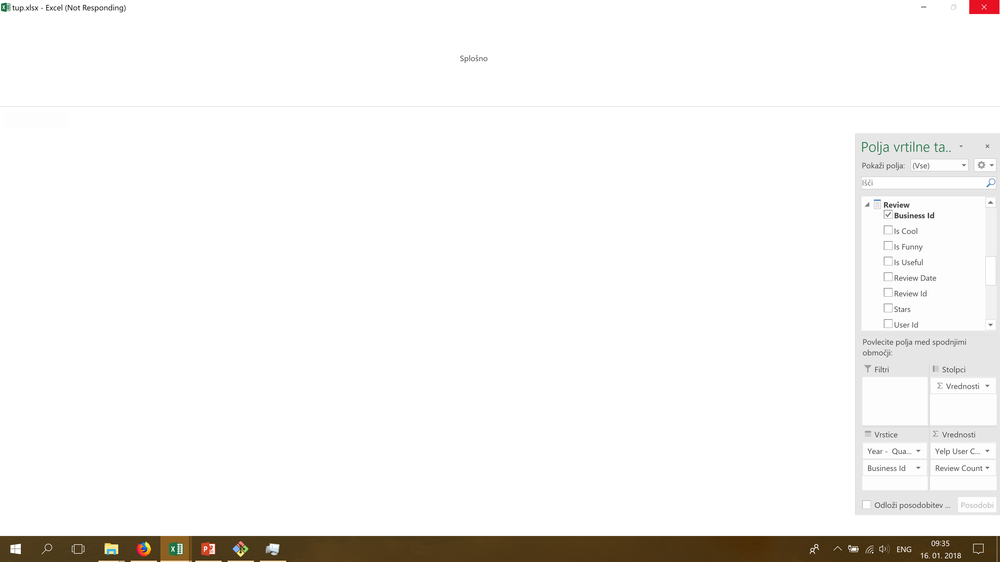 tup.xlsx - Excel (Not Responding)
Splošno
Polja vrtilne ta..
Pokaži polja: (Vse)
Išči
Review
Business Id
Is Cool
Is Funny
Is Useful
Review Date
Review Id
Stars
User Id
Povlecite polja med spodnjimi
območji:
Filtri
Stolpci
Σ Vrednosti
Vrstice
Σ Vrednosti
Year - Qua...
Yelp User C...
Business Id
Review Count
Odloži posodobitev ...
Posodobi
ENG
09:35
16. 01. 2018